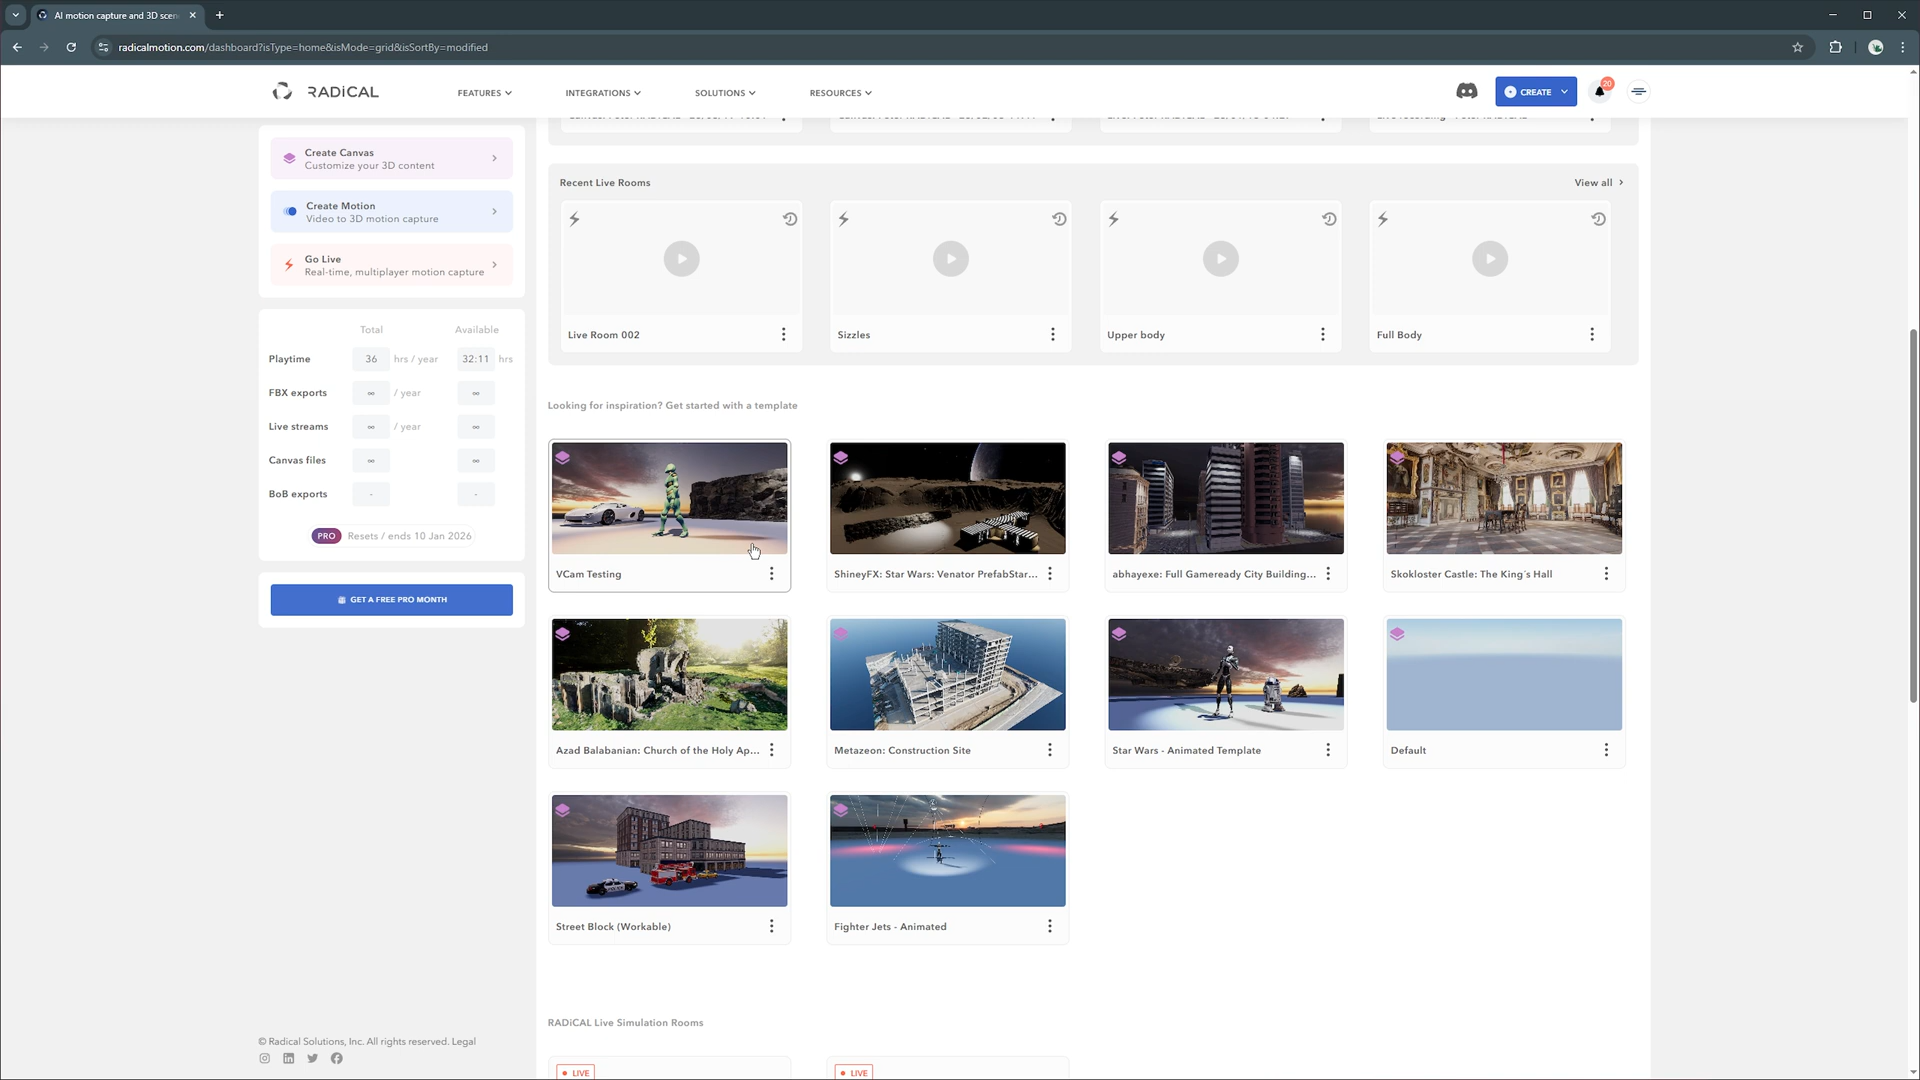 AI motion capture and 3D scen
radicalmotion.com/dashboard?isType=home&isMode=grid&isSortBy=modified
RADiCAL
FEATURES
INTEGRATIONS
SOLUTIONS
RESOURCES
CREATE
20
Create Canvas
Customize your 3D content
Create Motion
Video to 3D motion capture
Go Live
Real-time, multiplayer motion capture
Total Available
Playtime 36 hrs / year 32:11 hrs
FBX exports ∞ / year ∞
Live streams ∞ / year ∞
Canvas files ∞ ∞
BoB exports - -
PRO Resets / ends 10 Jan 2026
GET A FREE PRO MONTH
Recent Live Rooms
View all
Live Room 002
Sizzles
Upper body
Full Body
Looking for inspiration? Get started with a template
VCam Testing
ShineyFX: Star Wars: Venator PrefabStar...
abhayexe: Full Gameready City Building...
Skokloster Castle: The King's Hall
Azad Balabanian: Church of the Holy Ap...
Metazeon: Construction Site
Star Wars - Animated Template
Default
Street Block (Workable)
Fighter Jets - Animated
RADiCAL Live Simulation Rooms
LIVE
LIVE
© Radical Solutions, Inc. All rights reserved. Legal